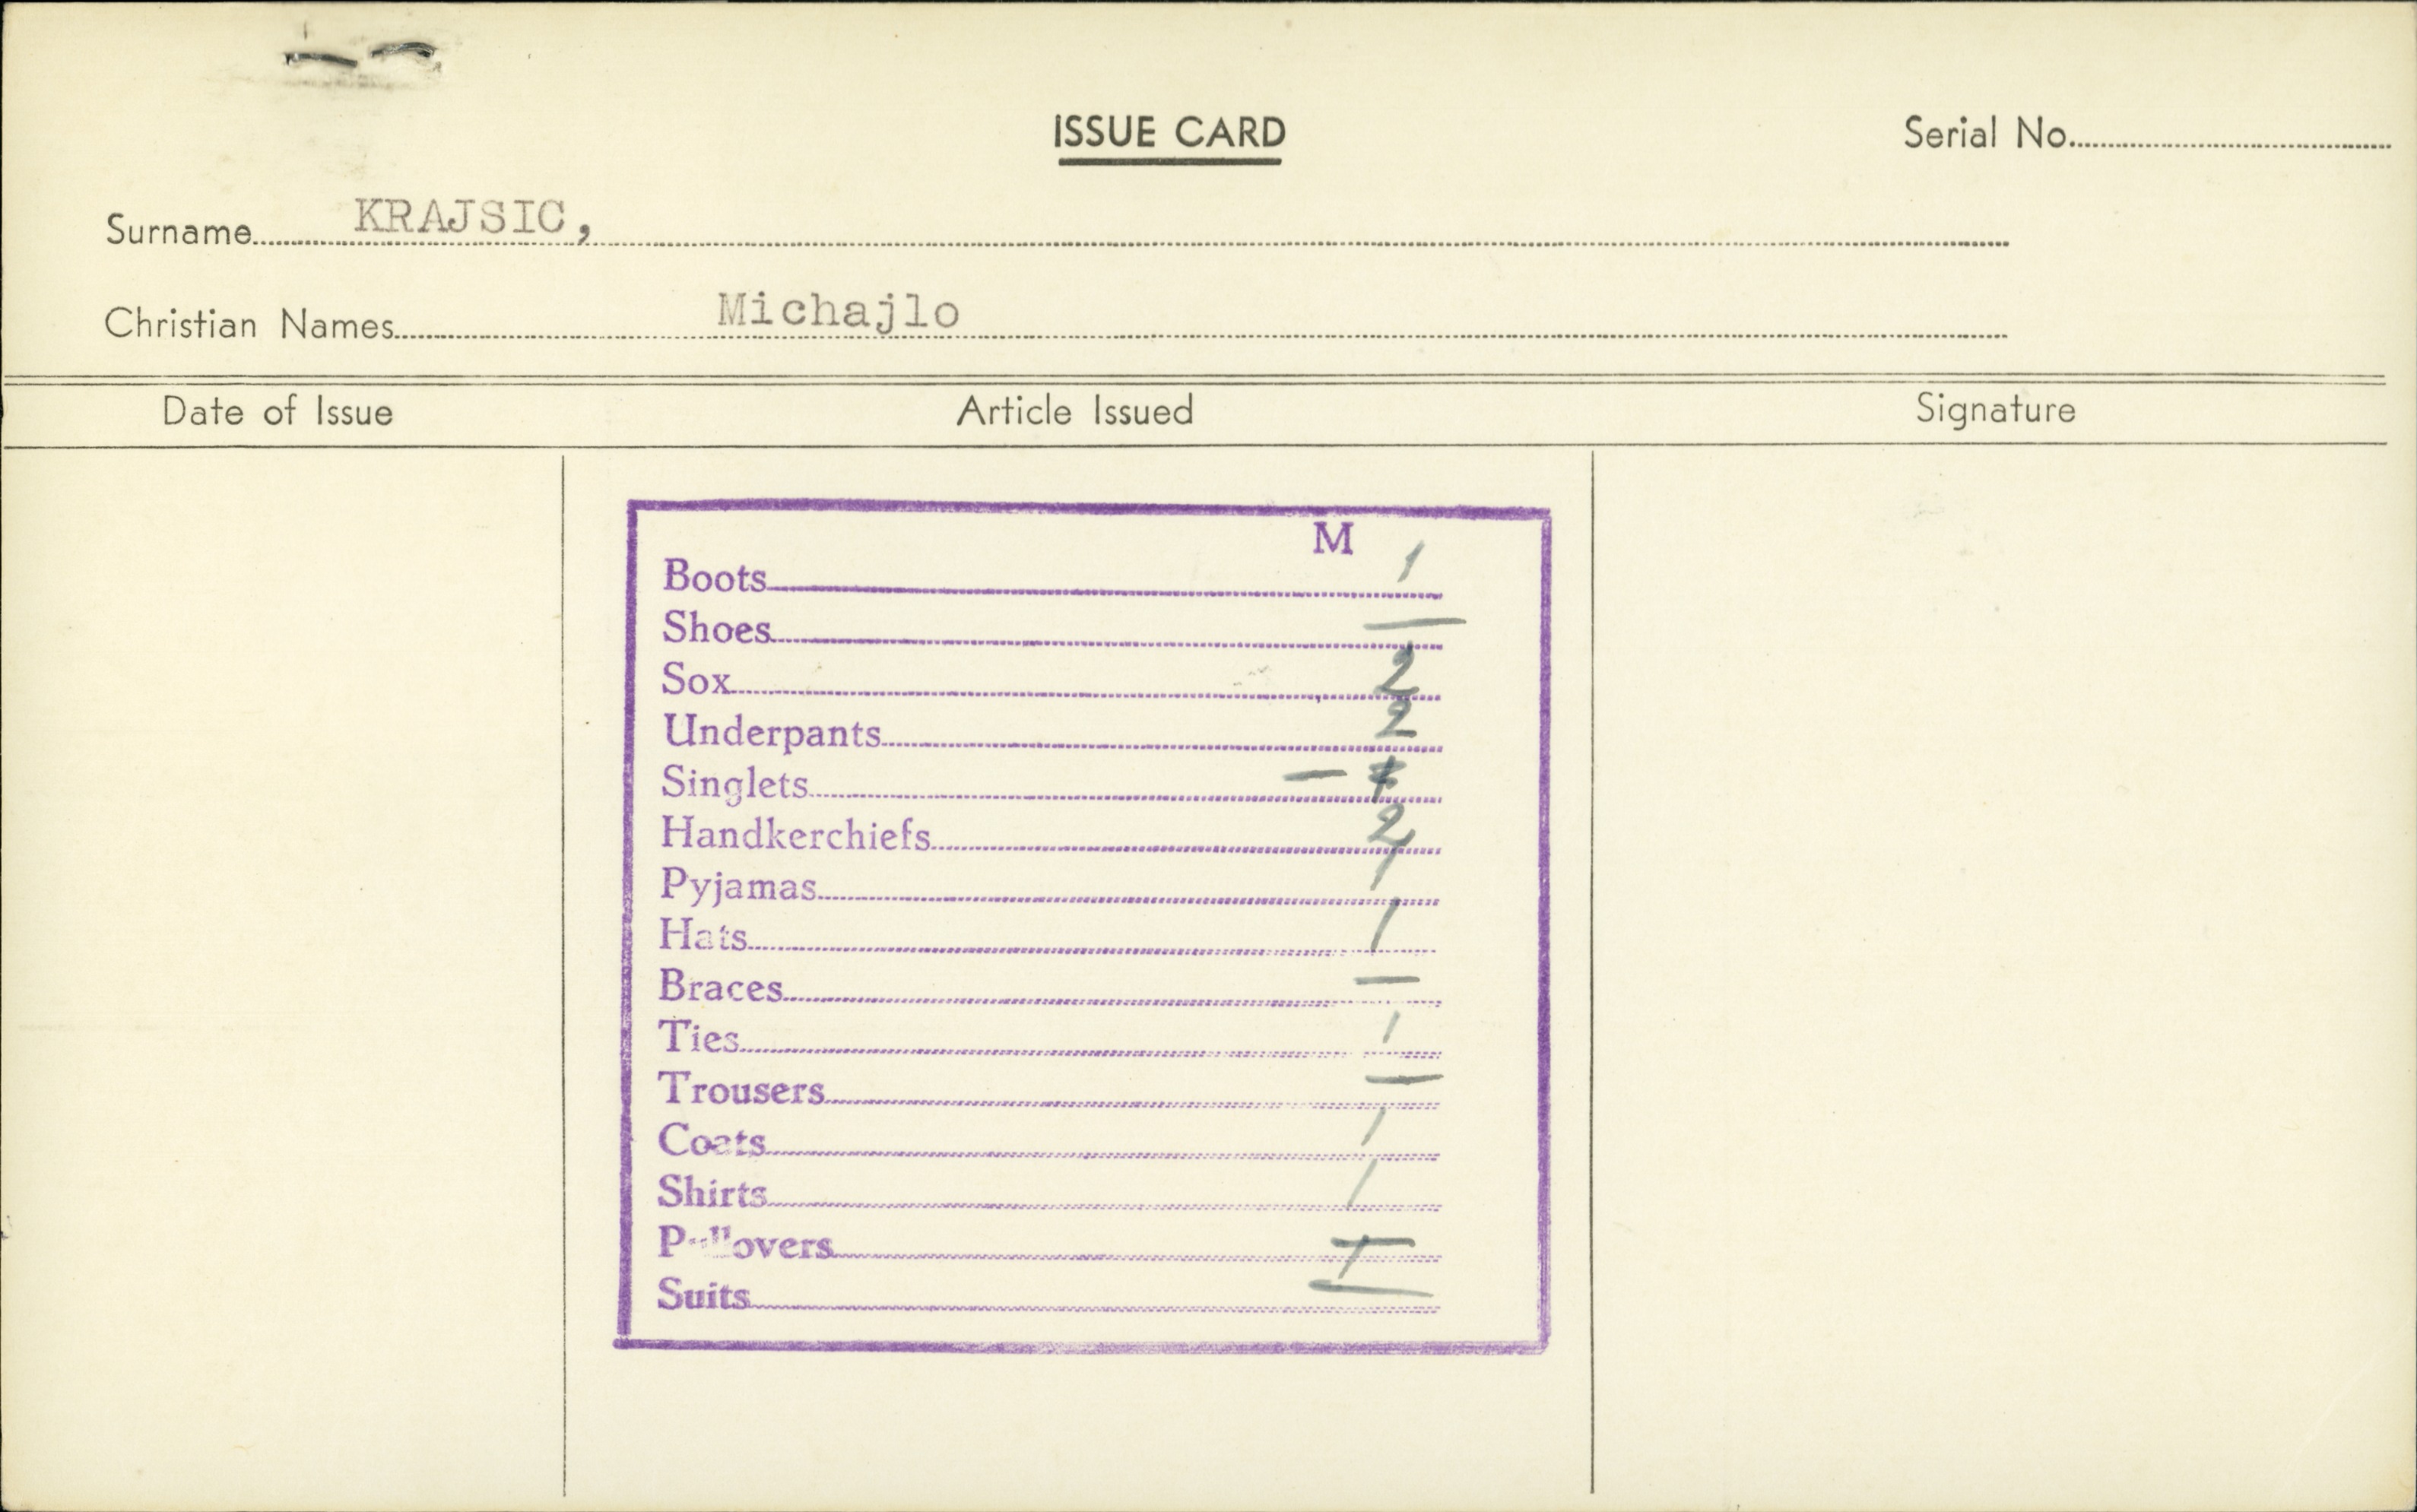 ISSUE CARD
Serial No.
Surname KRAJSIC,
Christian Names Michajlo
Date of Issue Article Issued Signature
M
Boots 1
Shoes —
Sox 2
Underpants 2
Singlets —
Handkerchiefs 2
Pyjamas 1
Hats 1
Braces —
Ties 1
Trousers —
Coats 1
Shirts 1
Pullovers
Suits —